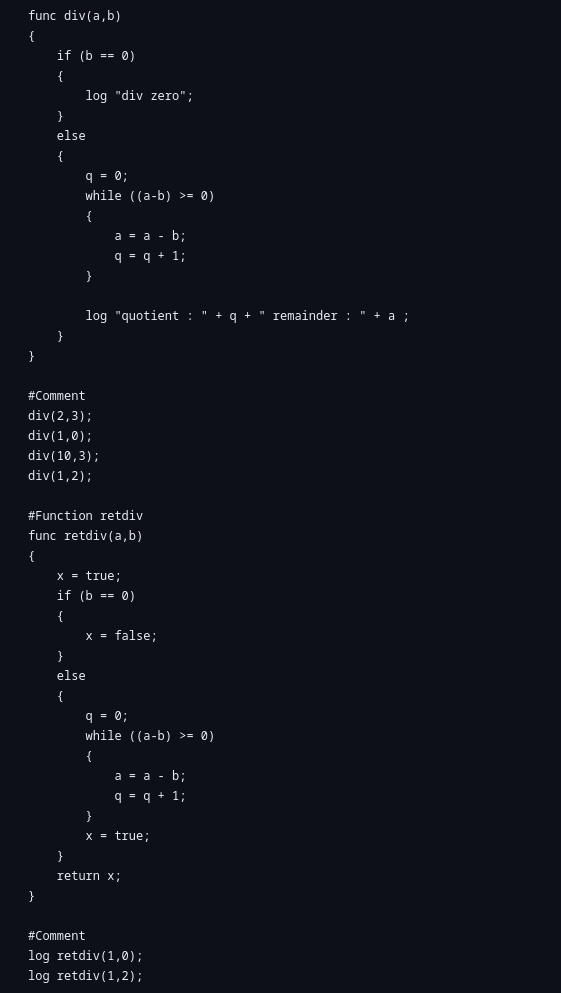 func div(a,b)
{
    if (b == 0)
    {
        log "div zero";
    }
    else
    {
        q = 0;
        while ((a-b) >= 0)
        {
            a = a - b;
            q = q + 1;
        }

        log "quotient : " + q + " remainder : " + a ;
    }
}

#Comment
div(2,3);
div(1,0);
div(10,3);
div(1,2);

#Function retdiv
func retdiv(a,b)
{
    x = true;
    if (b == 0)
    {
        x = false;
    }
    else
    {
        q = 0;
        while ((a-b) >= 0)
        {
            a = a - b;
            q = q + 1;
        }
        x = true;
    }
    return x;
}

#Comment
log retdiv(1,0);
log retdiv(1,2);